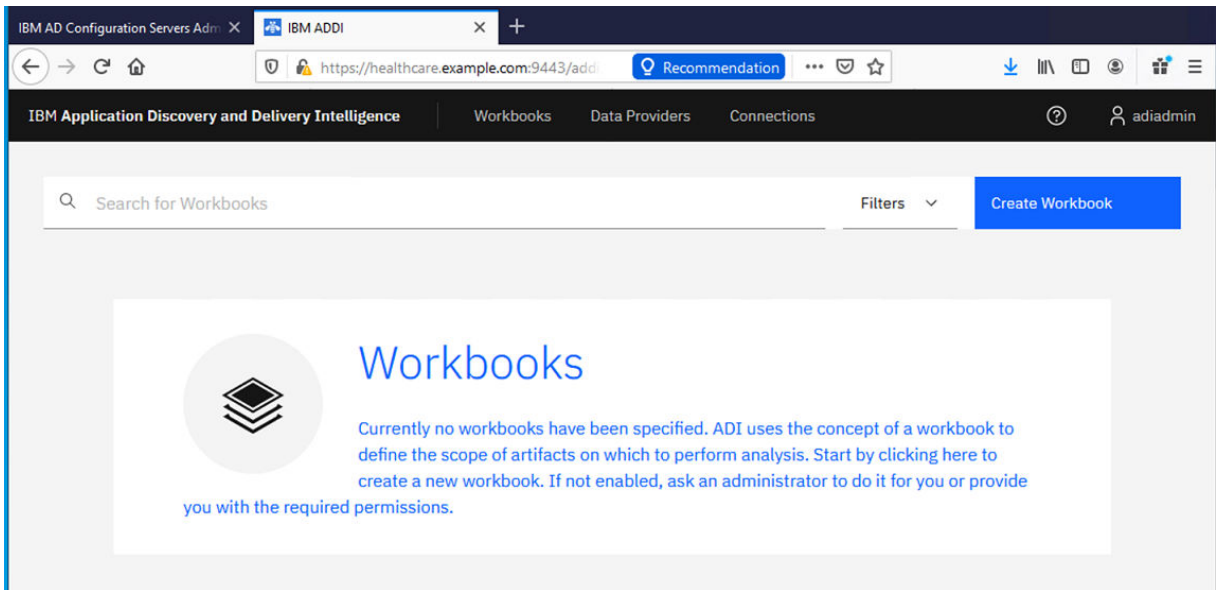 IBM AD Configuration Servers Adm
IBM ADDI
https://healthcare.example.com:9443/addi
Recommendation
IBM Application Discovery and Delivery Intelligence
Workbooks
Data Providers
Connections
adiadmin
Search for Workbooks
Filters
Create Workbook
Workbooks
Currently no workbooks have been specified. ADI uses the concept of a workbook to
define the scope of artifacts on which to perform analysis. Start by clicking here to
create a new workbook. If not enabled, ask an administrator to do it for you or provide
you with the required permissions.